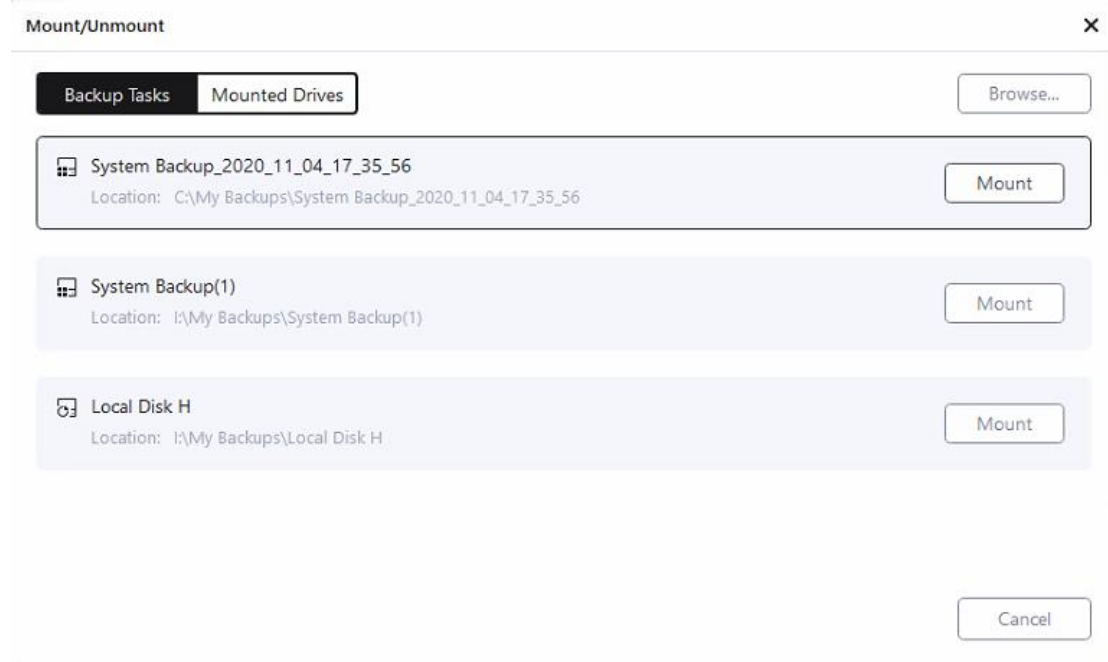 Mount/Unmount
Backup Tasks Mounted Drives Browse...
System Backup_2020_11_04_17_35_56
Location: C:\My Backups\System Backup_2020_11_04_17_35_56
Mount
System Backup(1)
Location: I:\My Backups\System Backup(1)
Mount
Local Disk H
Location: I:\My Backups\Local Disk H
Mount
Cancel